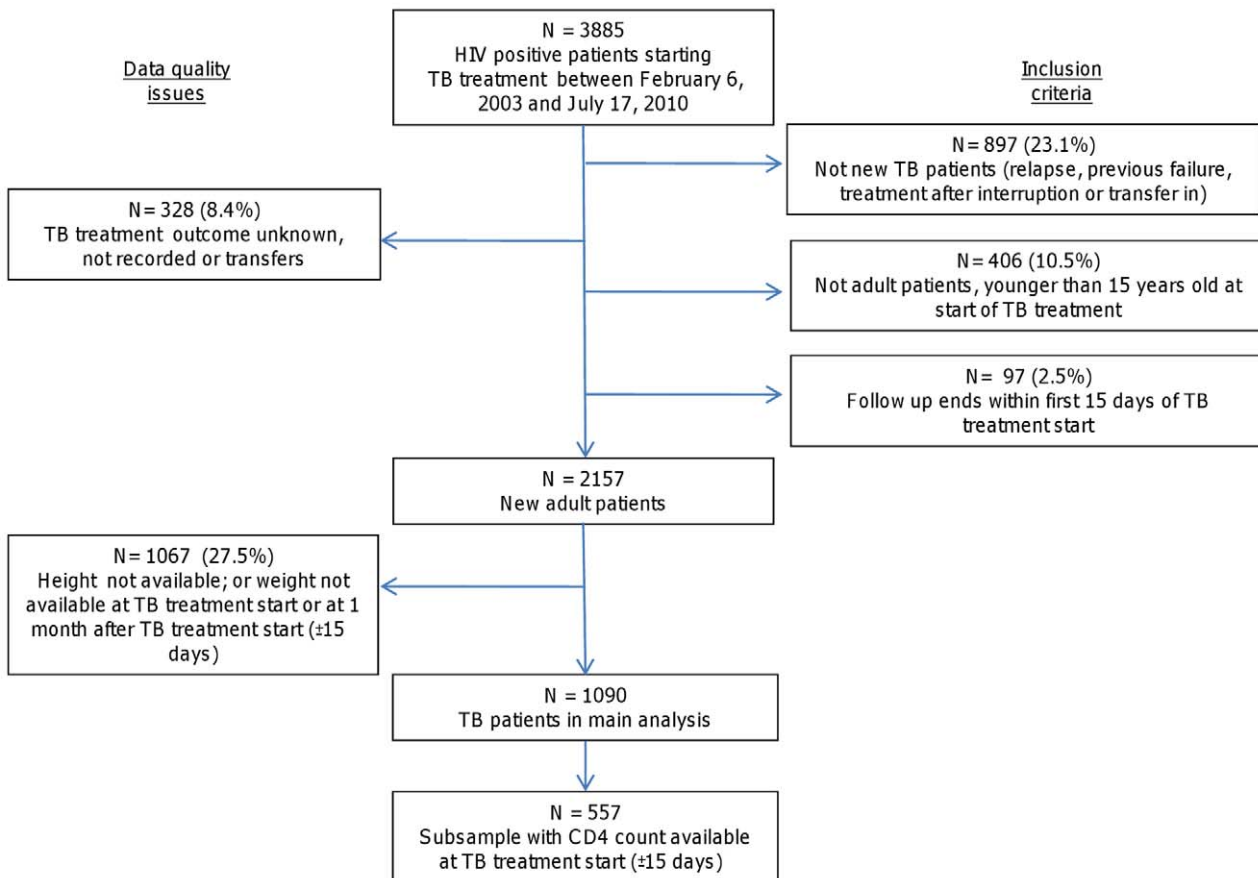 N = 3885
HIV positive patients starting
TB treatment between February 6,
2003 and July 17, 2010
Data quality
issues
Inclusion
criteria
N= 897 (23.1%)
Not new TB patients (relapse, previous failure,
treatment after interruption or transfer in)
N= 328 (8.4%)
TB treatment outcome unknown,
not recorded or transfers
N= 406 (10.5%)
Not adult patients, younger than 15 years old at
start of TB treatment
N= 97 (2.5%)
Follow up ends within first 15 days of TB
treatment start
N = 2157
New adult patients
N= 1067 (27.5%)
Height not available; or weight not
available at TB treatment start or at 1
month after TB treatment start (±15
days)
N = 1090
TB patients in main analysis
N = 557
Subsample with CD4 count available
at TB treatment start (±15 days)